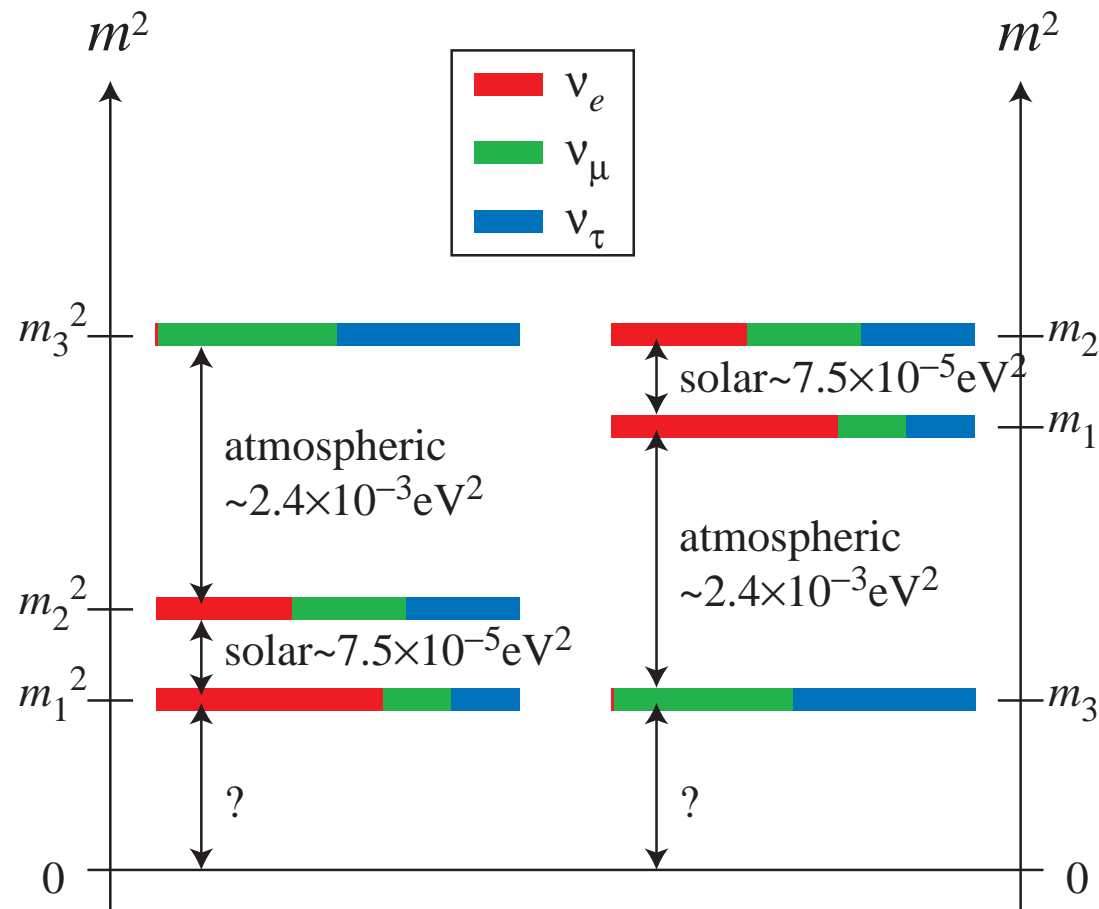 m²
m²
ν_e
ν_μ
ν_τ
m₃²
m₂
solar~7.5×10⁻⁵eV²
m₁
atmospheric
~2.4×10⁻³eV²
atmospheric
~2.4×10⁻³eV²
m₂²
solar~7.5×10⁻⁵eV²
m₁²
m₃
?
?
0
0